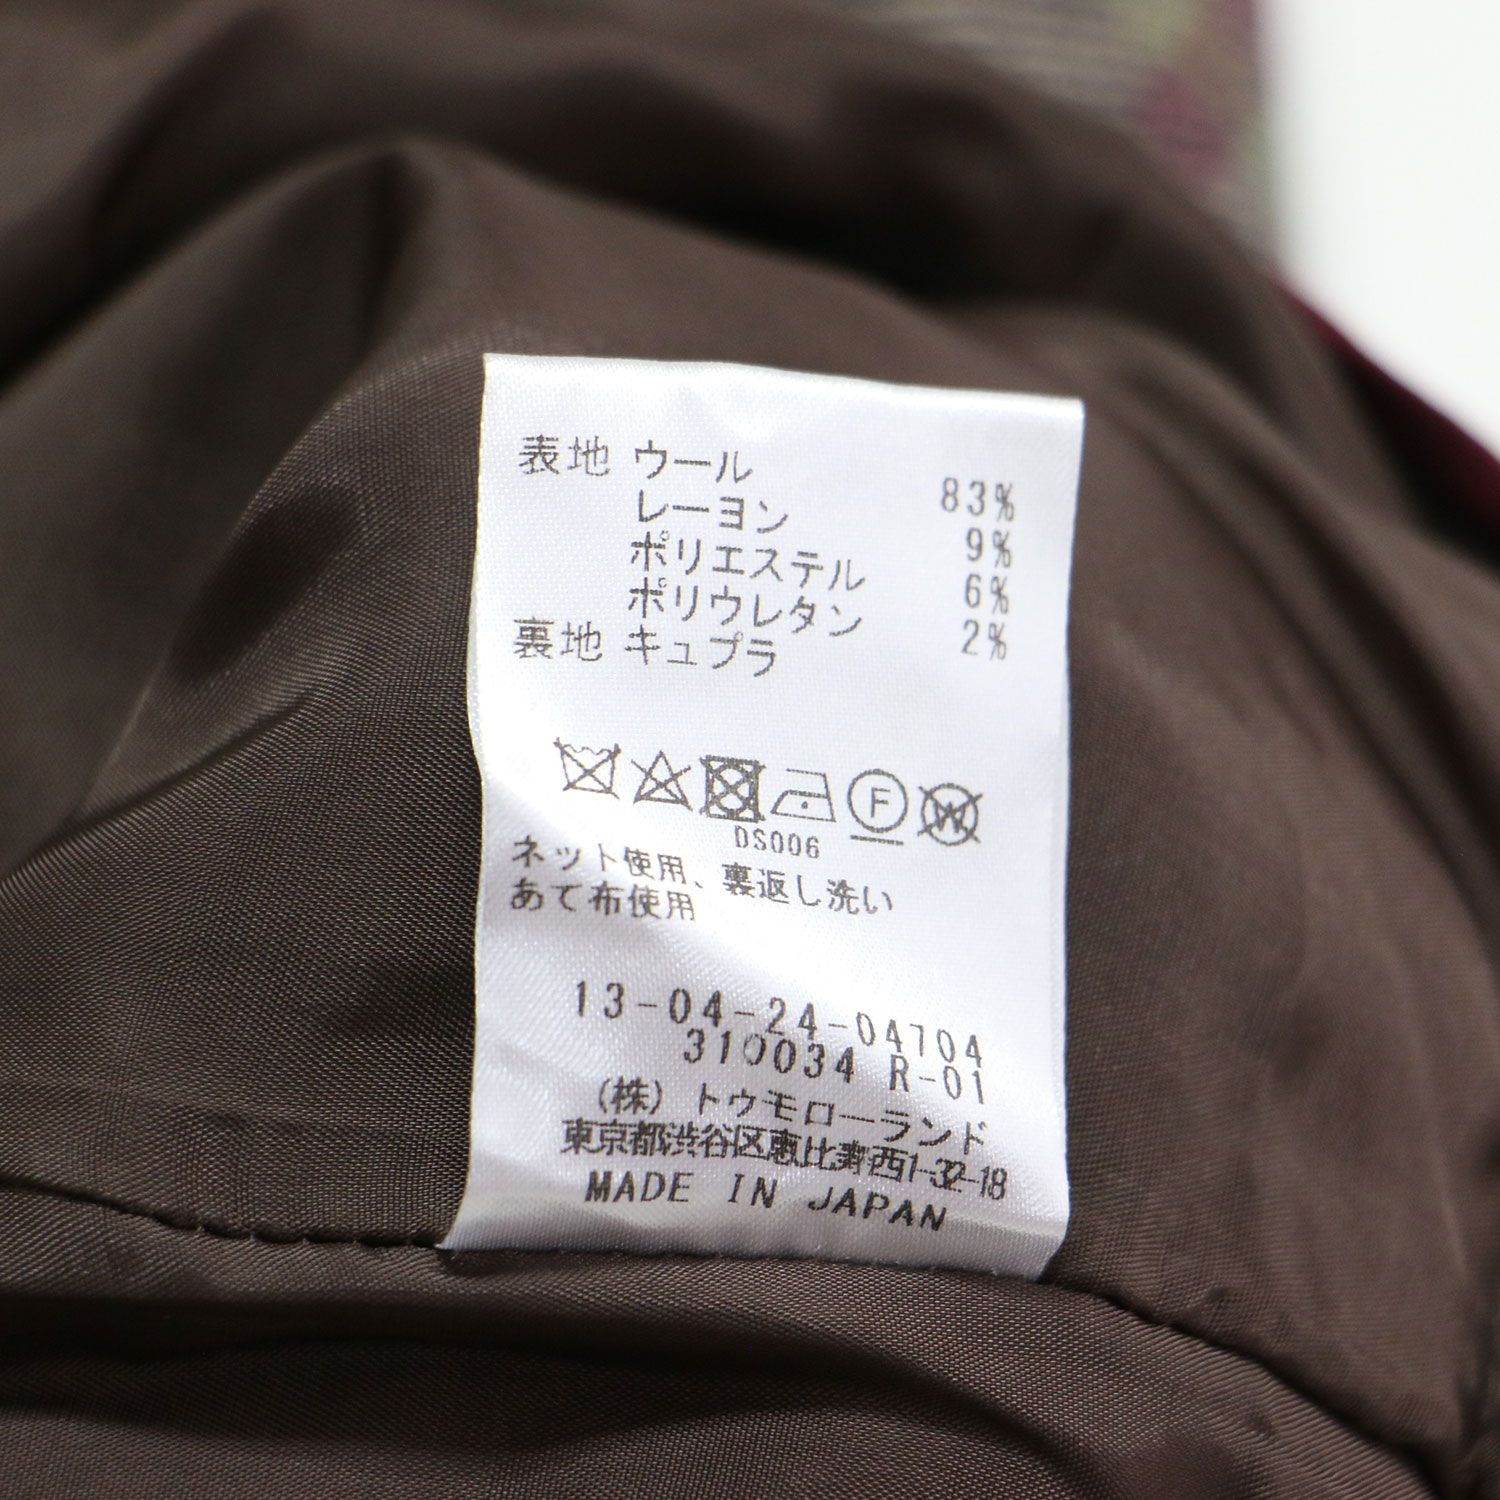 表地 ウール 83%
レーヨン 9%
ポリエステル 6%
ポリウレタン 2%
裏地 キュプラ
F W
DS006
ネット使用、裏返し洗い
あて布使用
13-04-24-04704
310034 R-01
(株)トゥモローランド
東京都渋谷区恵比寿西1-32-18
MADE IN JAPAN